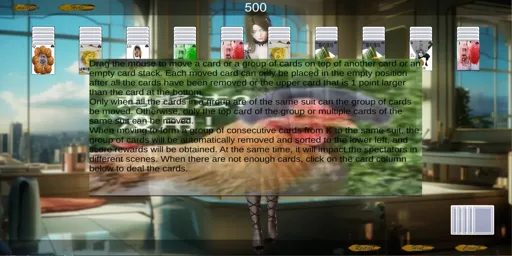 500
Drag the mouse to move a card or a group of cards on top of another card or an
empty card stack. Each moved card can only be placed in the empty position
after all the cards have been removed or the upper card that is 1 point larger
than the card at the bottom.
Only when all the cards in a group are of the same suit can the group of cards
be moved. Otherwise, only the top card of the group or multiple cards of the
same suit can be moved.
When moving to form a group of consecutive cards from K to the same suit, the
group of cards will be automatically removed and sorted to the lower left, and
score rewards will be obtained. At the same time, it will impact the spectators in
different scenes. When there are not enough cards, click on the card column
below to deal the cards.